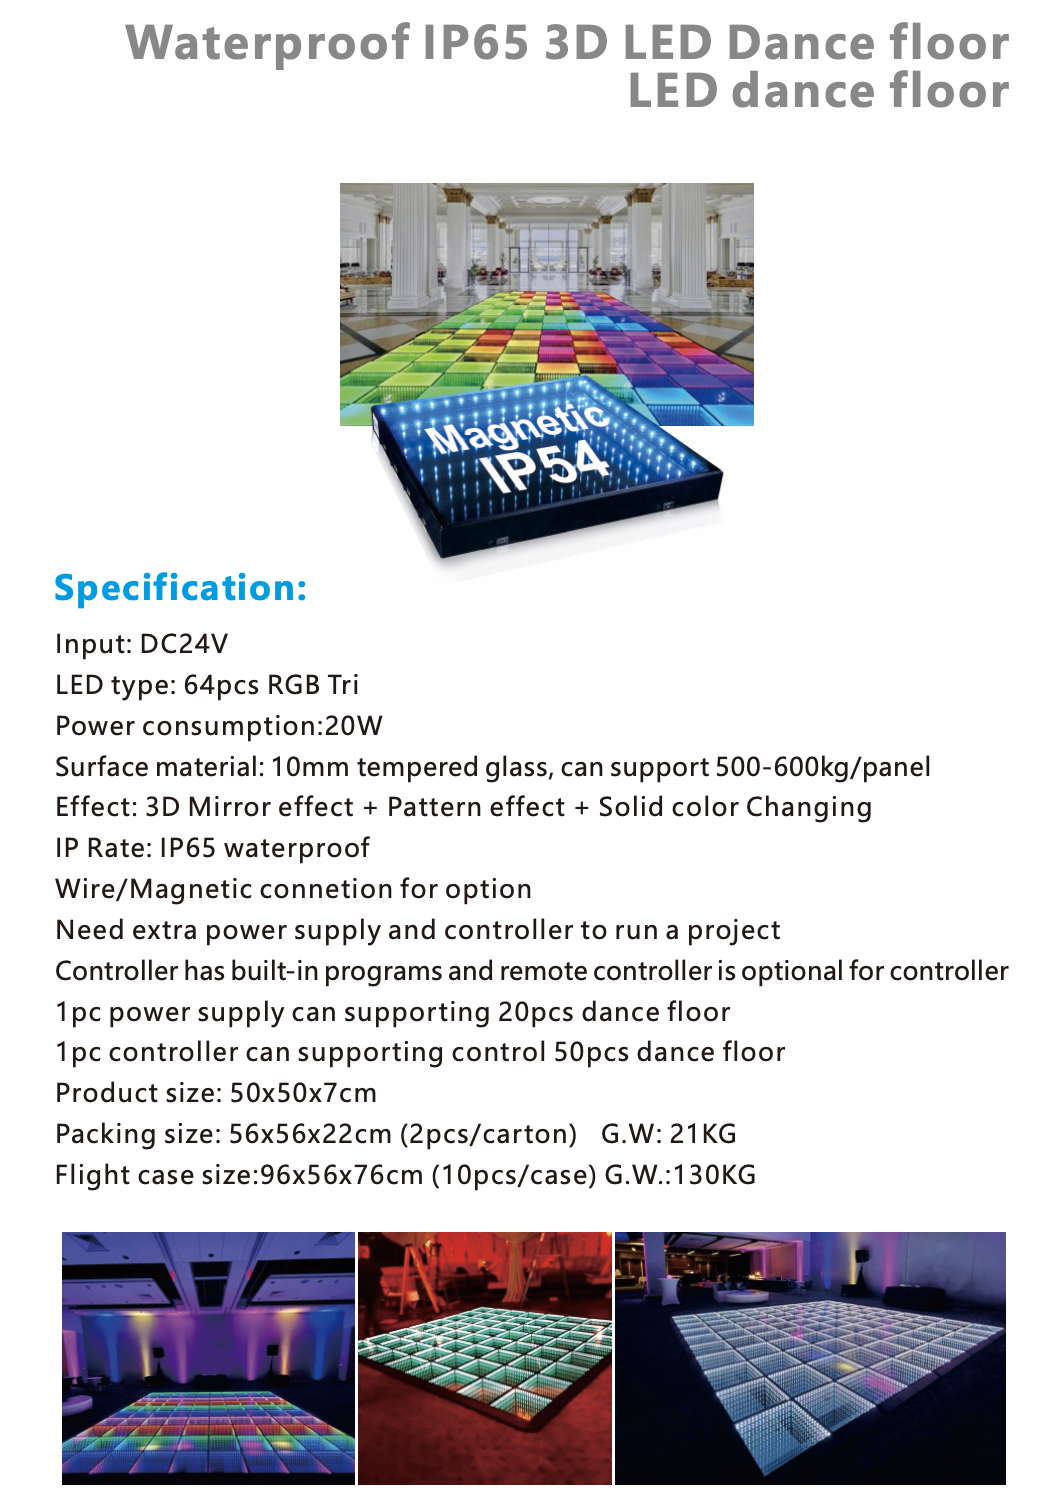 Waterproof IP65 3D LED Dance floor
LED dance floor
Magnetic
IP54
Specification:
Input: DC24V
LED type: 64pcs RGB Tri
Power consumption:20W
Surface material: 10mm tempered glass, can support 500-600kg/panel
Effect: 3D Mirror effect + Pattern effect + Solid color Changing
IP Rate: IP65 waterproof
Wire/Magnetic connetion for option
Need extra power supply and controller to run a project
Controller has built-in programs and remote controller is optional for controller
1pc power supply can supporting 20pcs dance floor
1pc controller can supporting control 50pcs dance floor
Product size: 50x50x7cm
Packing size: 56x56x22cm (2pcs/carton) G.W: 21KG
Flight case size:96x56x76cm (10pcs/case) G.W.:130KG